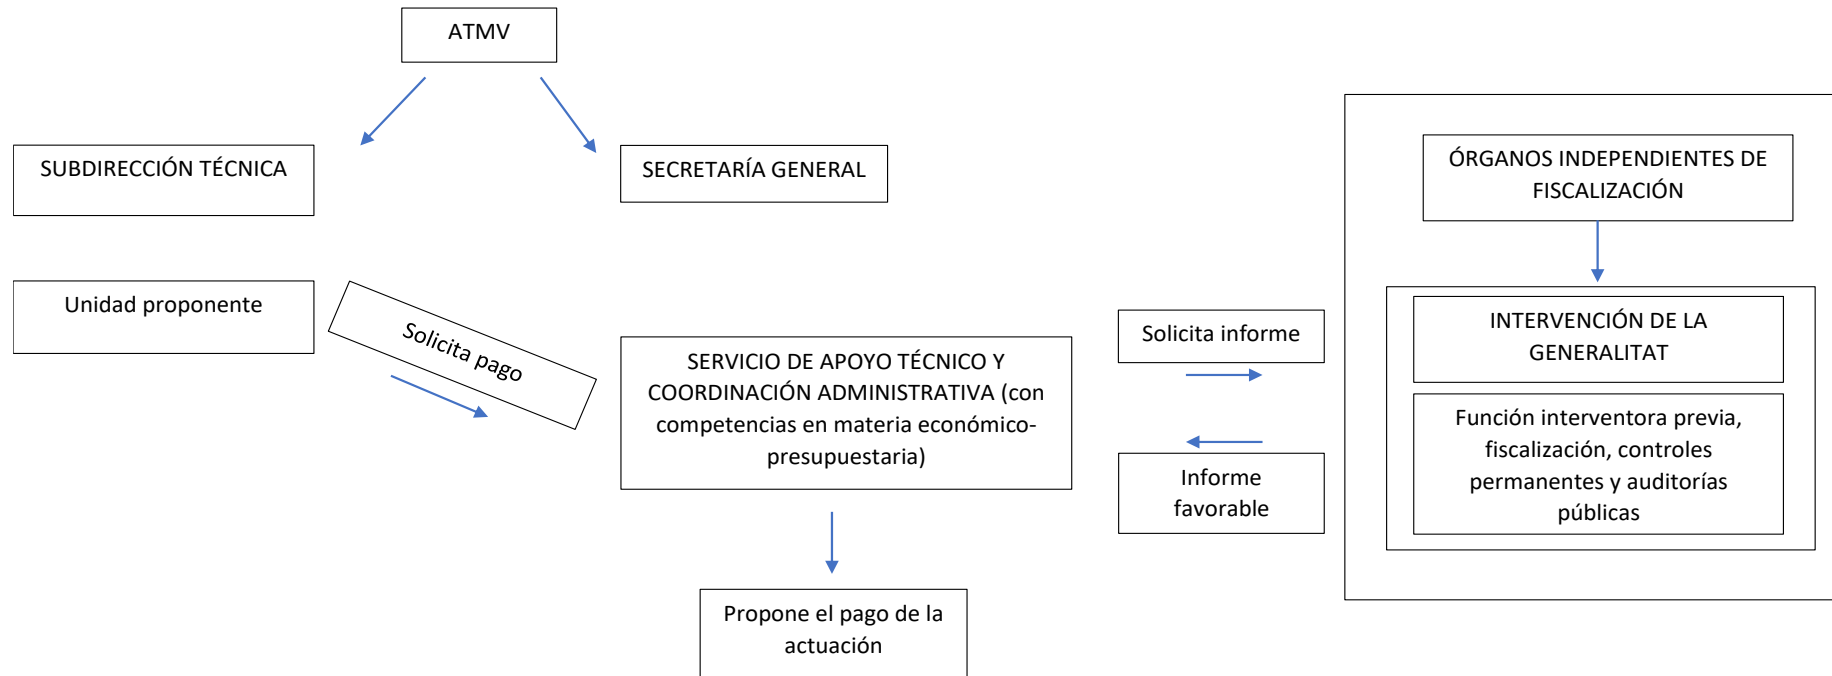 ATMV
SUBDIRECCIÓN TÉCNICA
SECRETARÍA GENERAL
ÓRGANOS INDEPENDIENTES DE
FISCALIZACIÓN
Unidad proponente
Solicita pago
SERVICIO DE APOYO TÉCNICO Y
COORDINACIÓN ADMINISTRATIVA (con
competencias en materia económico-
presupuestaria)
Solicita informe
Informe
favorable
INTERVENCIÓN DE LA
GENERALITAT
Función interventora previa,
fiscalización, controles
permanentes y auditorías
públicas
Propone el pago de la
actuación